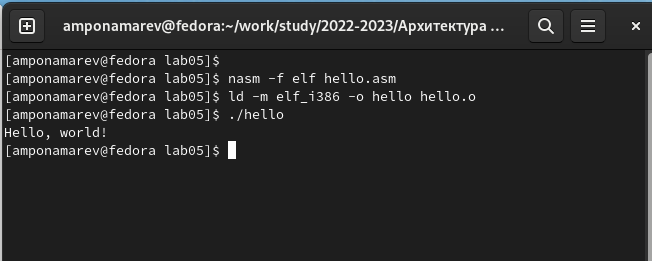 amponamarev@fedora:~/work/study/2022-2023/Архитектура ...
[amponamarev@fedora lab05]$
[amponamarev@fedora lab05]$ nasm -f elf hello.asm
[amponamarev@fedora lab05]$ ld -m elf_i386 -o hello hello.o
[amponamarev@fedora lab05]$ ./hello
Hello, world!
[amponamarev@fedora lab05]$